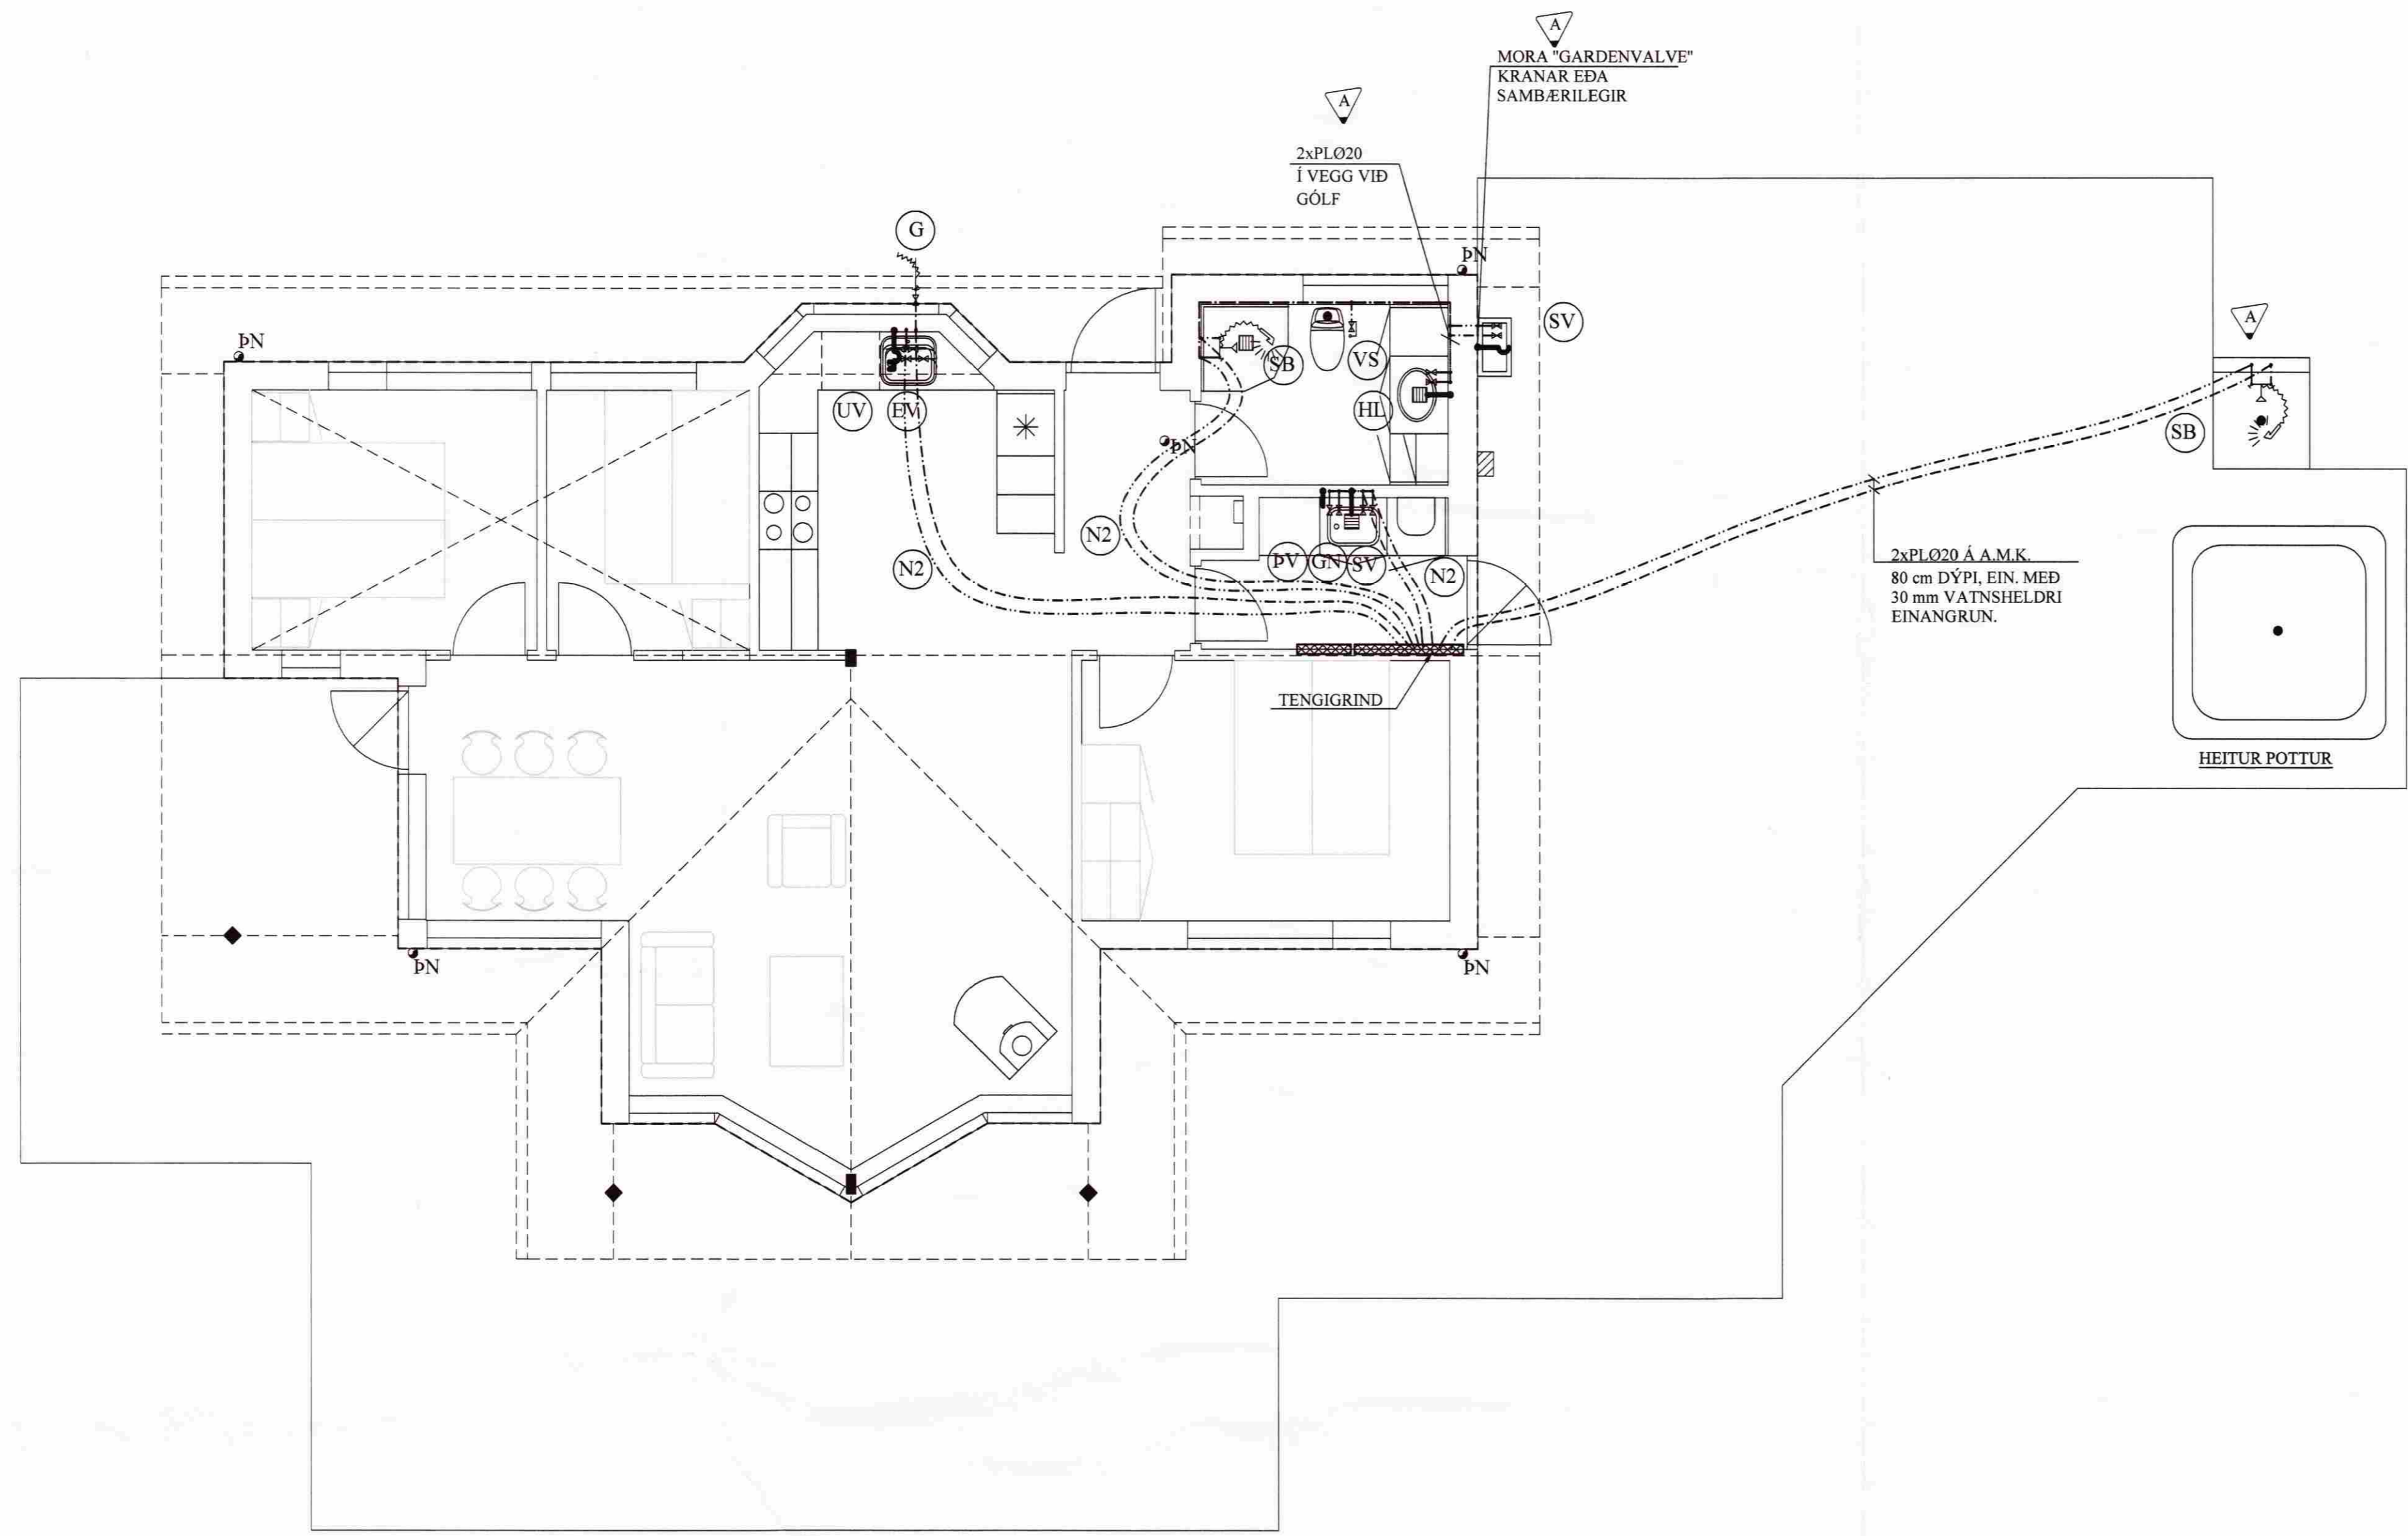 A
MORA "GARDENVALVE"
KRANAR EÐA
SAMBÆRILEGIR
A
2xPLØ20
Í VEGG VIÐ
GÓLF
G
ÞN
SV
A
ÞN
SB
VS
UV
EV
HL
SB
ÞN
N2
N2
ÞV
GN
SV
N2
2xPLØ20 Á A.M.K.
80 cm DÝPI, EIN. MEÐ
30 mm VATNSHELDRI
EINANGRUN.
TENGIGRIND
HEITUR POTTUR
ÞN
ÞN